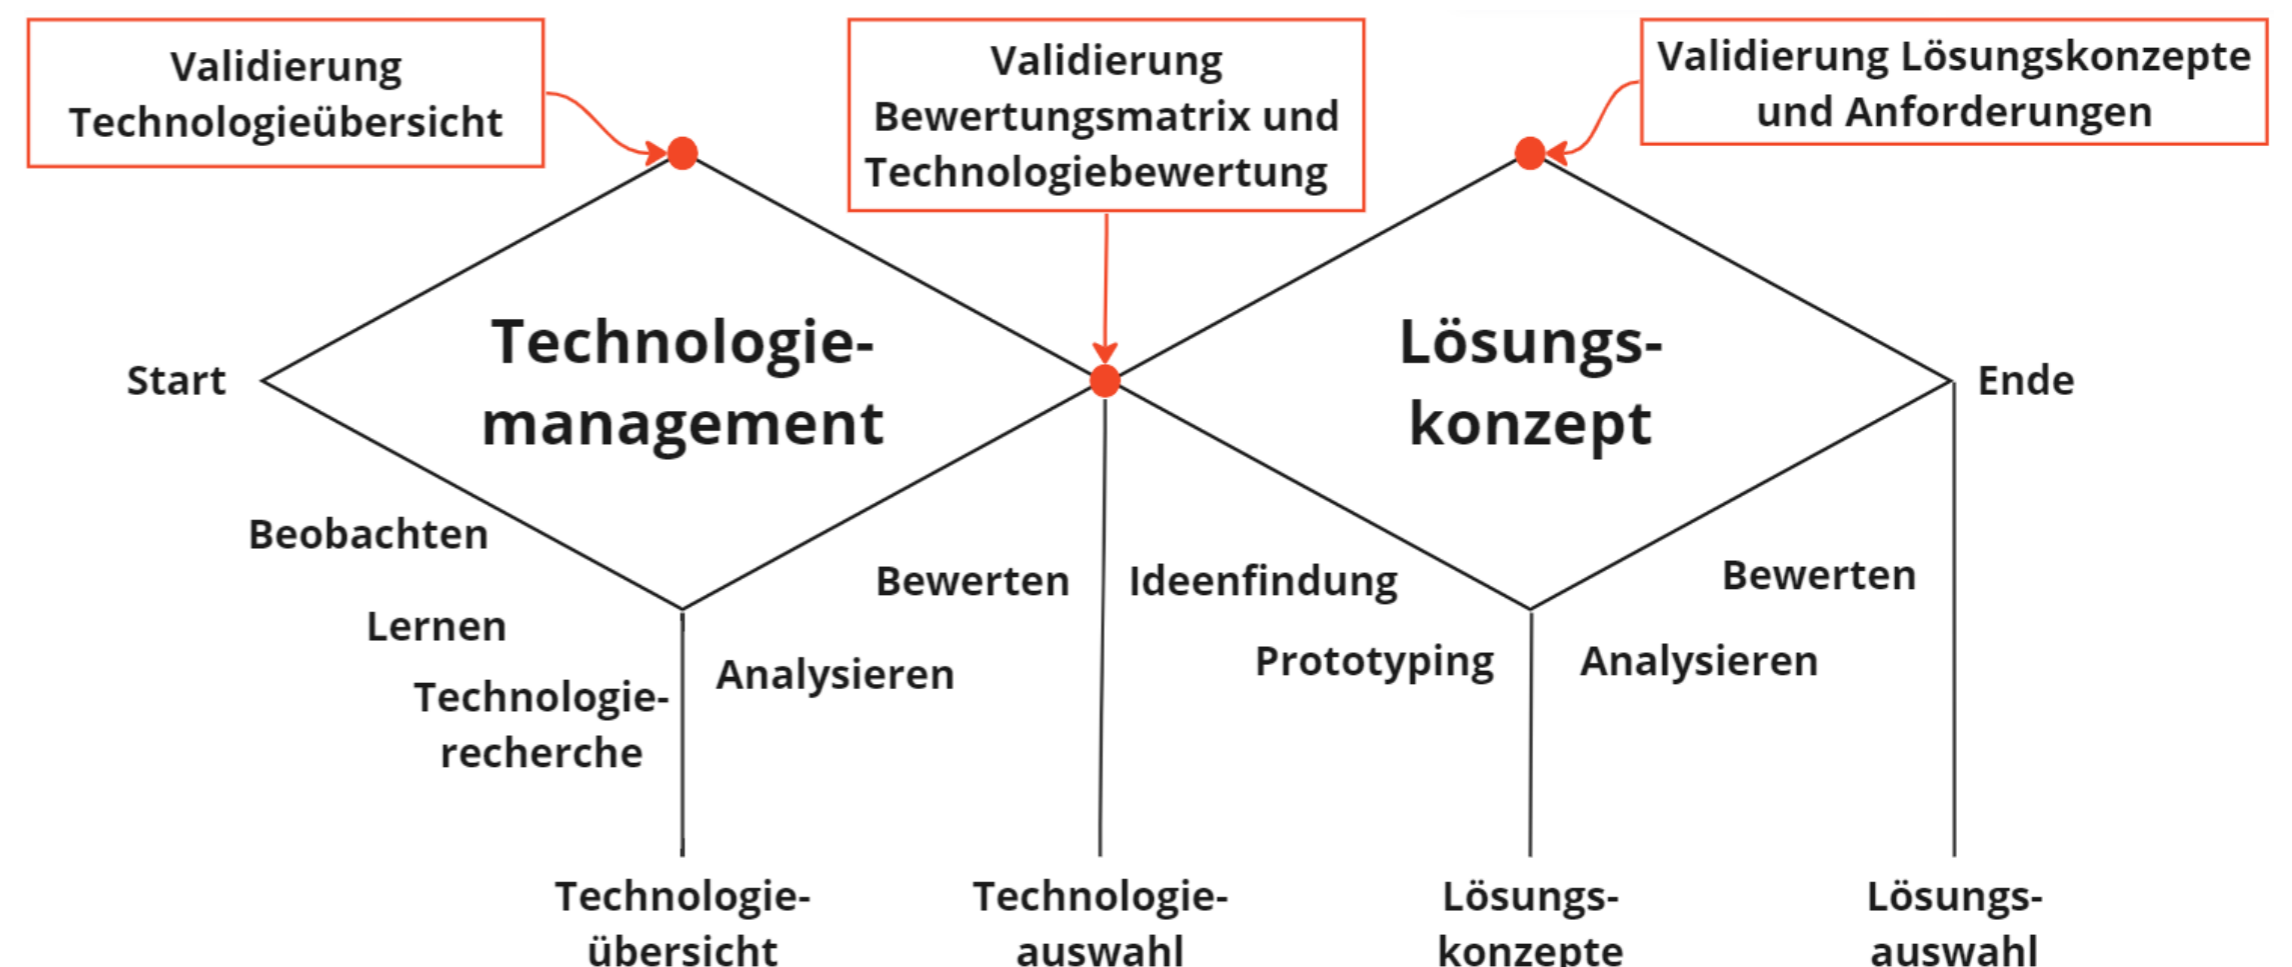 Validierung
Technologieübersicht
Validierung
Bewertungsmatrix und
Technologiebewertung
Validierung Lösungskonzepte
und Anforderungen
Technologie-
management
Lösungs-
konzept
Start
Ende
Beobachten
Lernen
Technologie-
recherche
Analysieren
Bewerten
Ideenfindung
Prototyping
Analysieren
Bewerten
Technologie-
übersicht
Technologie-
auswahl
Lösungs-
konzepte
Lösungs-
auswahl